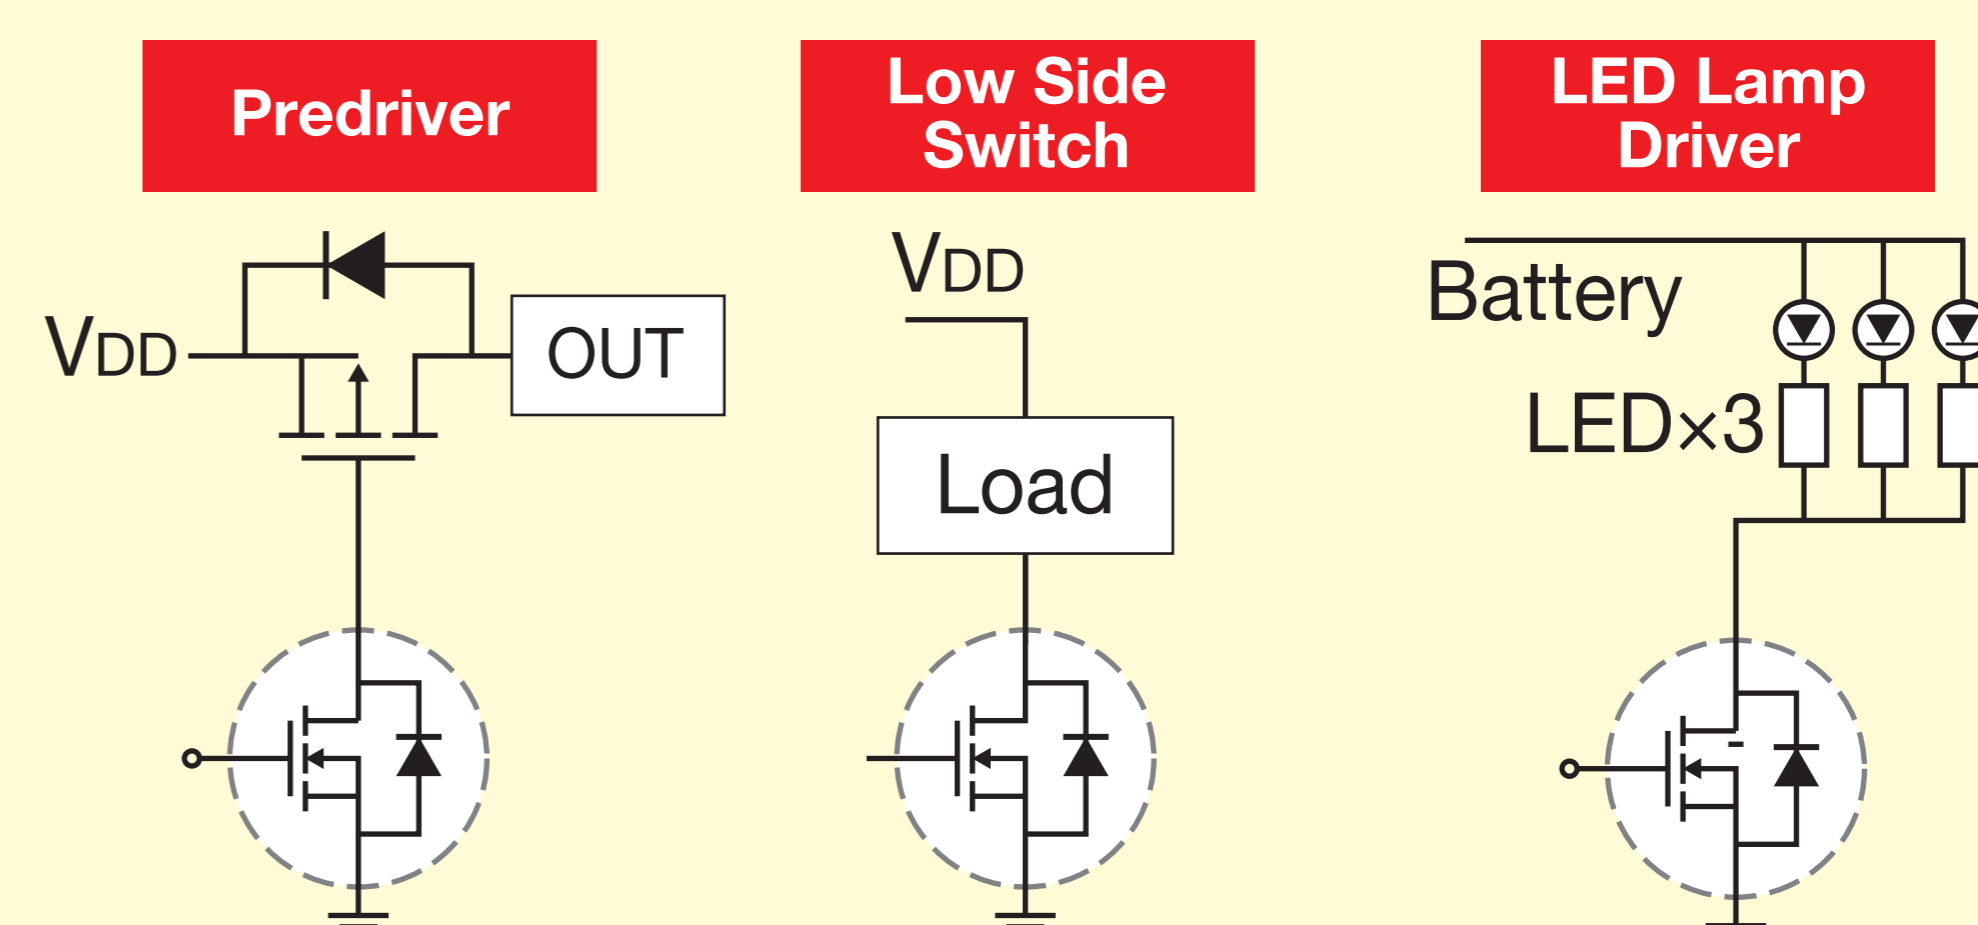 Predriver
VDD
OUT
Low Side
Switch
VDD
Load
LED Lamp
Driver
Battery
LED×3